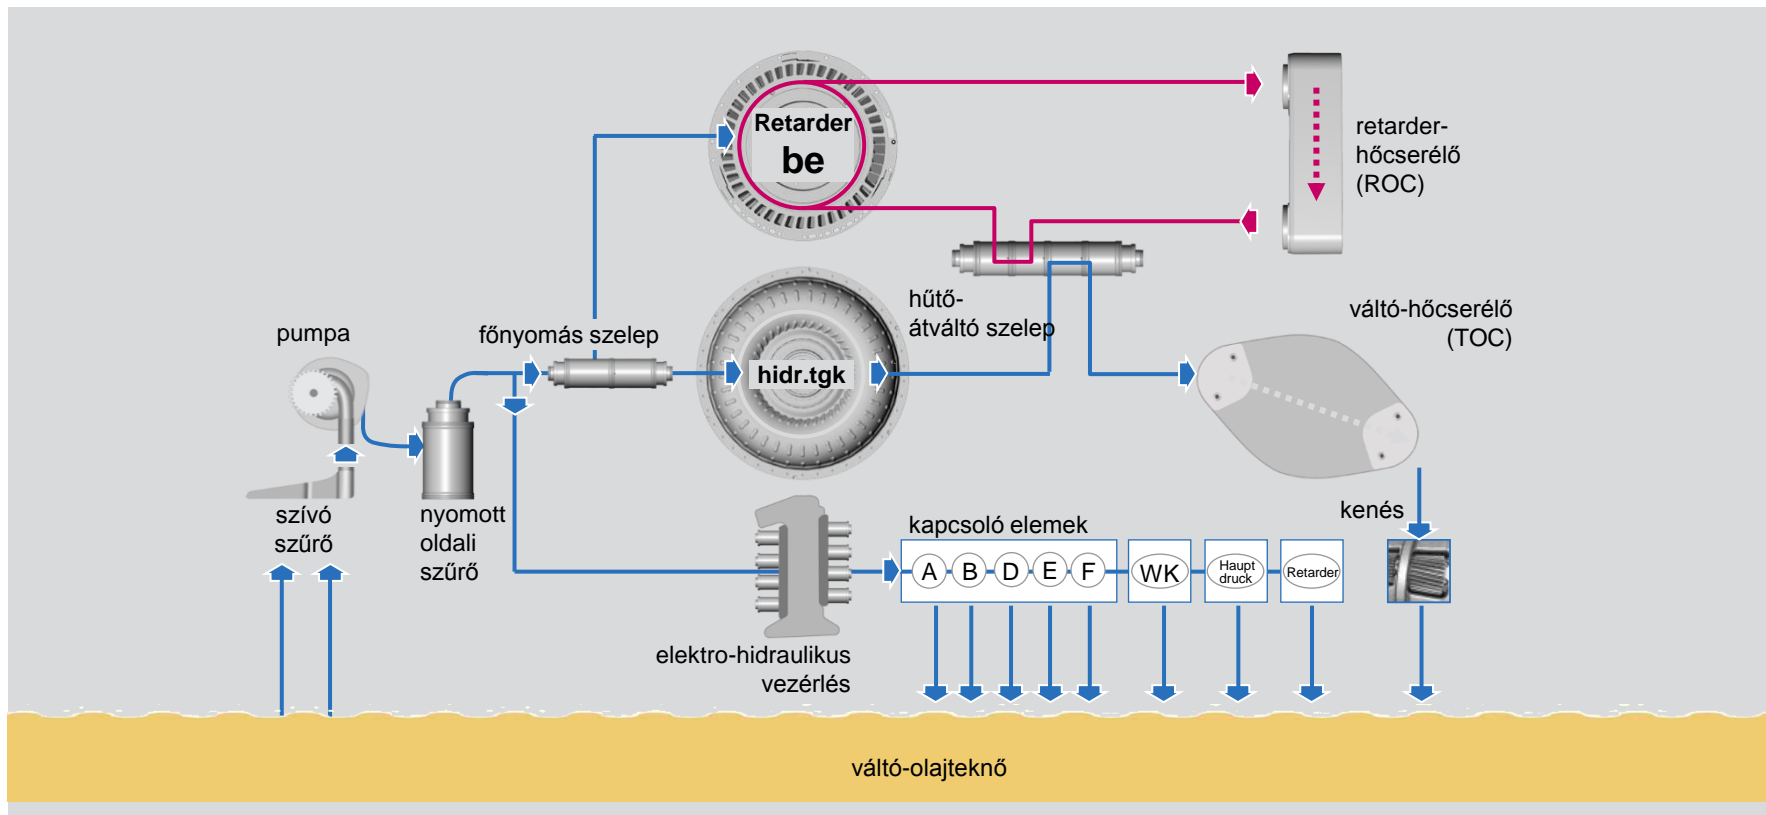 Retarder
be
retarder-
hőcserélő
(ROC)
hűtő-
átváltó szelep
váltó-hőcserélő
(TOC)
pumpa
főnyomás szelep
hidr.tgk
szívó
szűrő
nyomott
oldali
szűrő
kapcsoló elemek
kenés
A B D E F WK Haupt
druck Retarder
elektro-hidraulikus
vezérlés
váltó-olajteknő